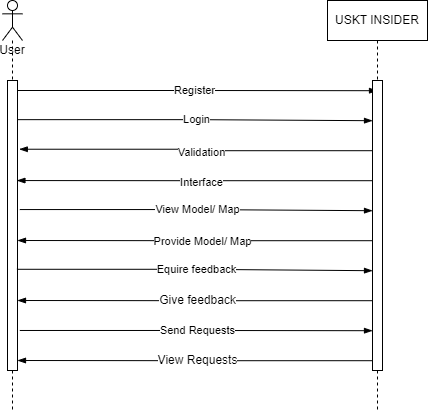 User
USKT INSIDER
Register
Login
Validation
Interface
View Model/ Map
Provide Model/ Map
Equire feedback
Give feedback
Send Requests
View Requests